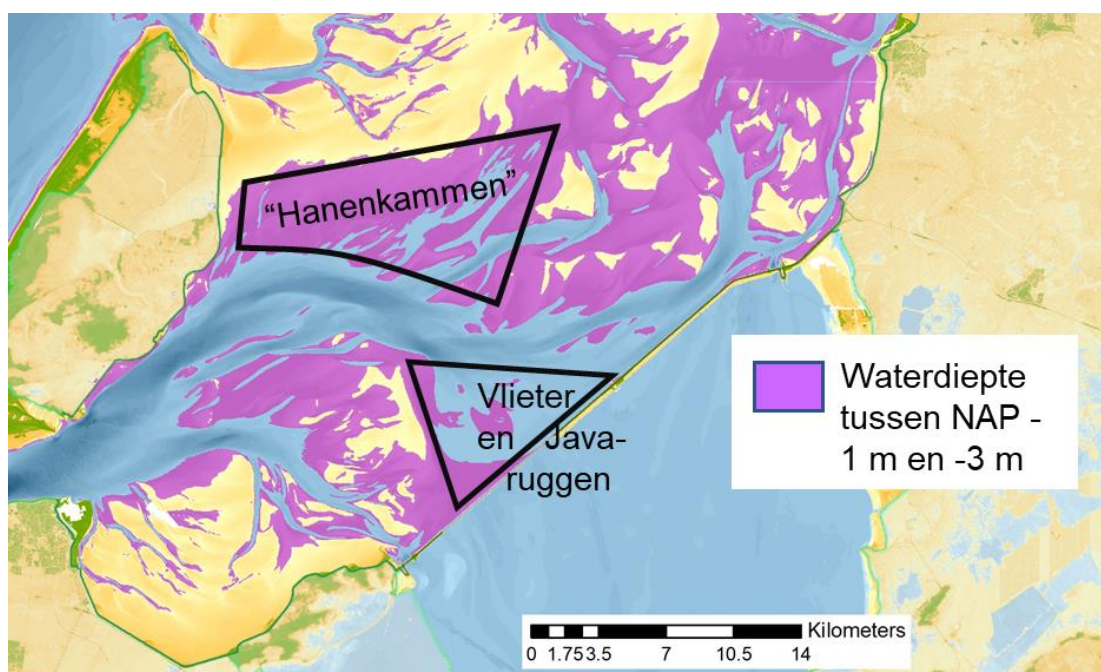 “Hanenkammen”
Vlieter
en Java-
ruggen
Waterdiepte
tussen NAP -
1 m en -3 m
Kilometers
0 1.75 3.5 7 10.5 14